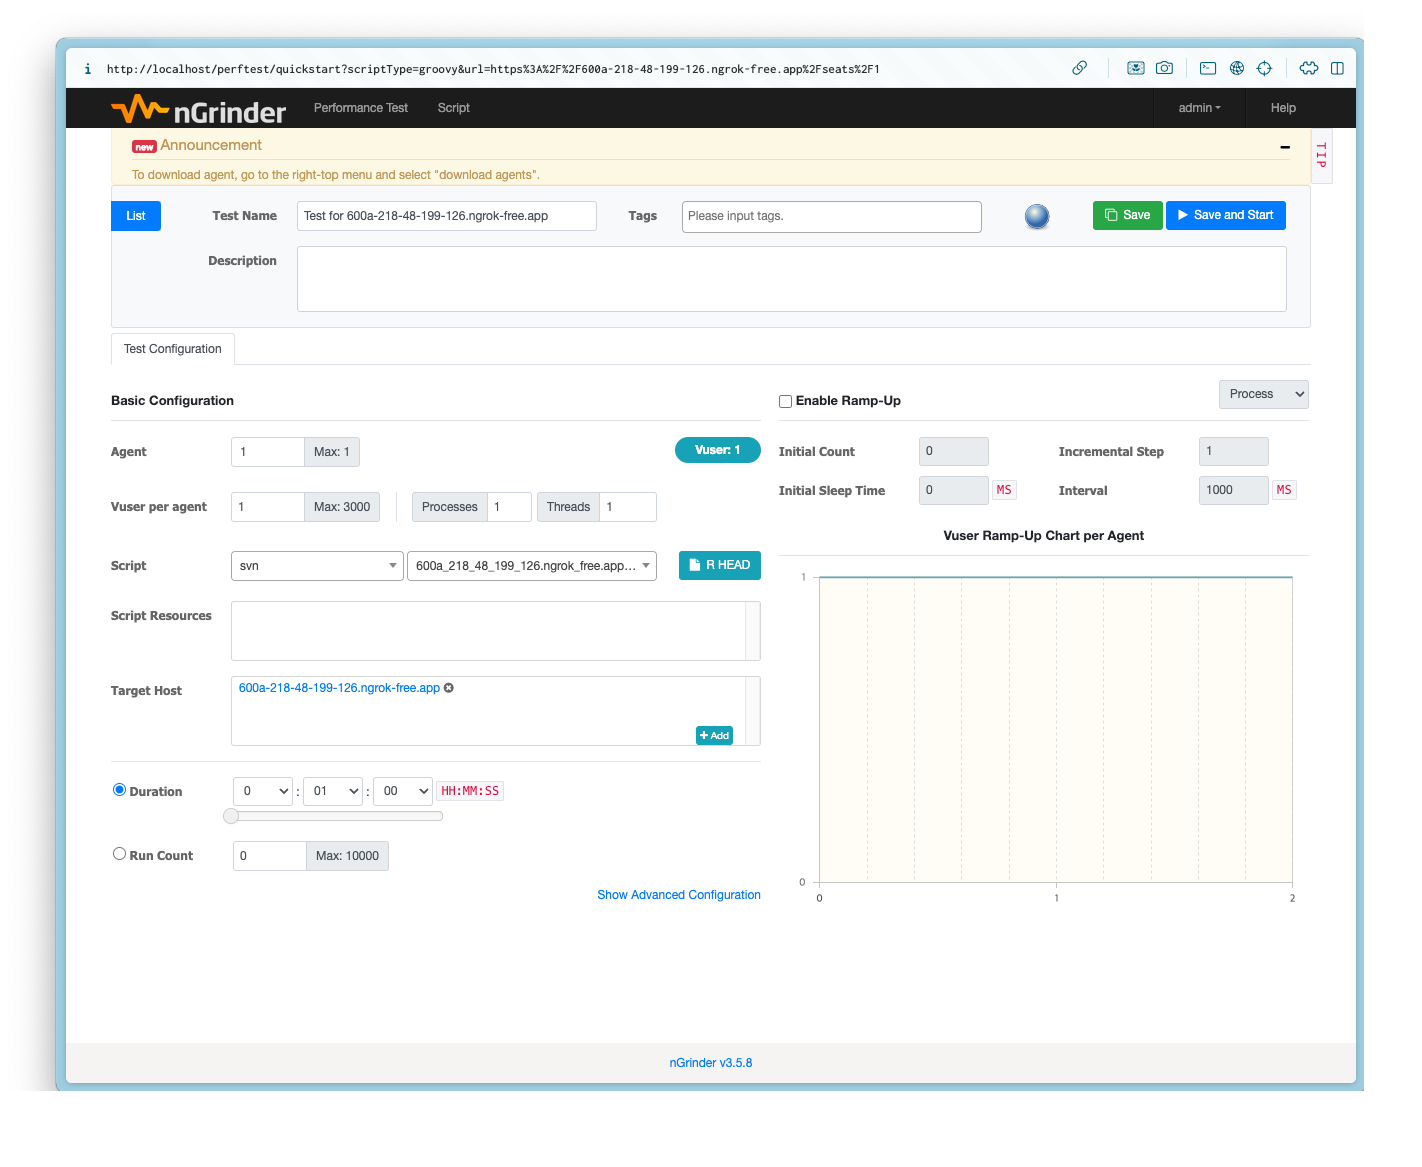 i http://localhost/perftest/quickstart?scriptType=groovy&url=https%3A%2F%2F600a-218-48-199-126.ngrok-free.app%2Fseats%2F1
nGrinder Performance Test Script admin Help
new Announcement
TIP
To download agent, go to the right-top menu and select "download agents".
List Test Name Test for 600a-218-48-199-126.ngrok-free.app Tags Please input tags. Save Save and Start
Description
Test Configuration
Basic Configuration
Agent 1 Max: 1 Vuser: 1
Vuser per agent 1 Max: 3000 Processes 1 Threads 1
Script svn 600a_218_48_199_126.ngrok_free.app... R HEAD
Script Resources
Target Host 600a-218-48-199-126.ngrok-free.app
+ Add
Duration 0 : 01 : 00 HH:MM:SS
Run Count 0 Max: 10000
Show Advanced Configuration
Enable Ramp-Up Process
Initial Count 0 Incremental Step 1
Initial Sleep Time 0 MS Interval 1000 MS
Vuser Ramp-Up Chart per Agent
1
0
0 1 2
nGrinder v3.5.8